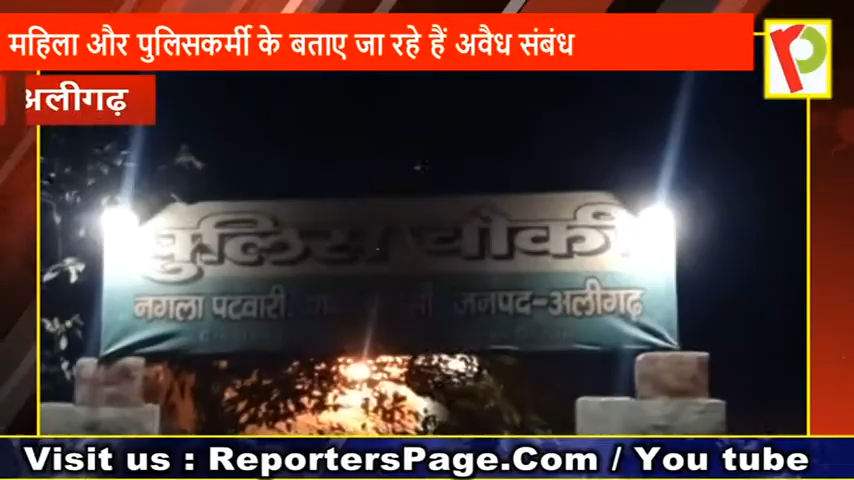 महिला और पुलिसकर्मी के बताए जा रहे हैं अवैध संबंध
अलीगढ़
पुलिस चौकी
नगला पटवारी. जनपद-अलीगढ़
Visit us : ReportersPage.Com / You tube